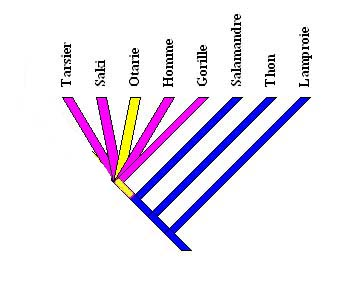 Tarsier
Saki
Otarie
Homme
Gorille
Salamandre
Thon
Lamproie